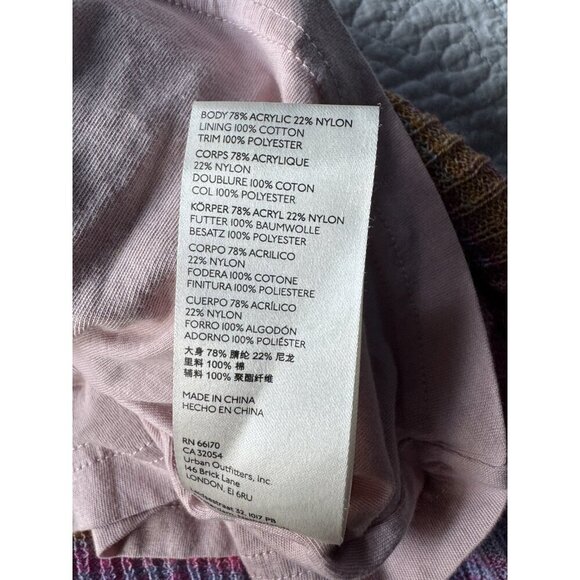 BODY 78% ACRYLIC 22% NYLON
LINING 100% COTTON
TRIM 100% POLYESTER
CORPS 78% ACRYLIQUE
22% NYLON
DOUBLURE 100% COTON
COL 100% POLYESTER
KÖRPER 78% ACRYL 22% NYLON
FUTTER 100% BAUMWOLLE
BESATZ 100% POLYESTER
CORPO 78% ACRILICO
22% NYLON
FODERA 100% COTONE
FINITURA 100% POLIESTERE
CUERPO 78% ACRÍLICO
22% NYLON
FORRO 100% ALGODÓN
ADORNO 100% POLIÉSTER
大身 78% 腈纶 22% 尼龙
里料 100% 棉
辅料 100% 聚酯纤维
MADE IN CHINA
HECHO EN CHINA
RN 66170
CA 32054
Urban Outfitters, Inc.
146 Brick Lane
LONDON. E1 6RU
32, 1017 PB